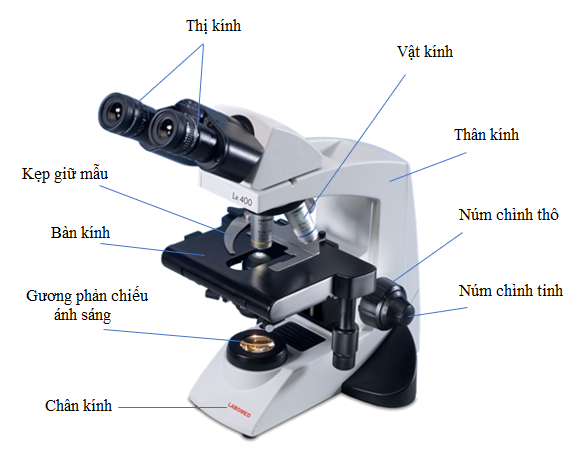 Thị kính
Vật kính
Thân kính
Kẹp giữ mẫu
Lx 400
Núm chỉnh thô
Bàn kính
Núm chỉnh tinh
Gương phản chiếu
ánh sáng
Chân kính
LABOMED